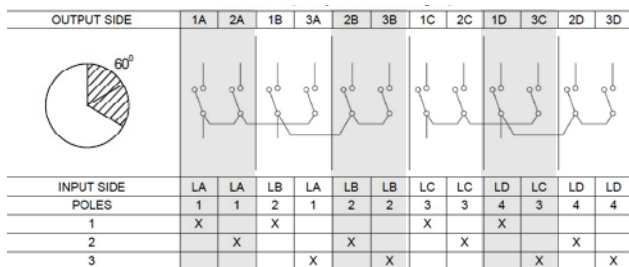 OUTPUT SIDE 1A 2A 1B 3A 2B 3B 1C 2C 1D 3C 2D 3D
60⁰
INPUT SIDE LA LA LB LA LB LB LC LC LD LC LD LD
POLES 1 1 2 1 2 2 3 3 4 3 4 4
1 X X X X
2 X X X X
3 X X X X